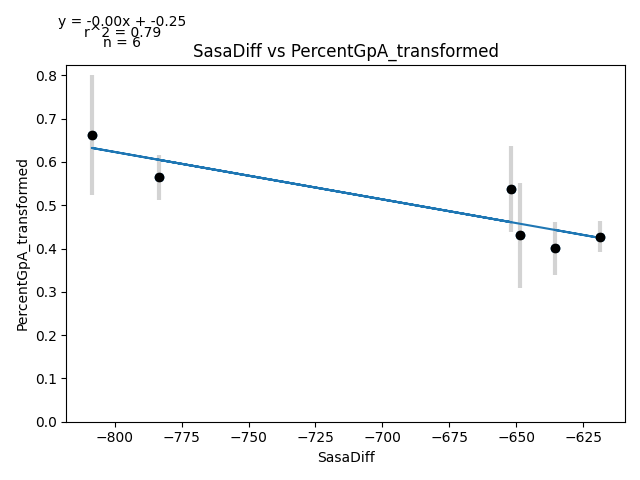 y = -0.00x + -0.25
r^2 = 0.79
n = 6
SasaDiff vs PercentGpA_transformed
0.8
0.7
0.6
0.5
0.4
0.3
0.2
0.1
0.0
PercentGpA_transformed
−800 −775 −750 −725 −700 −675 −650 −625
SasaDiff